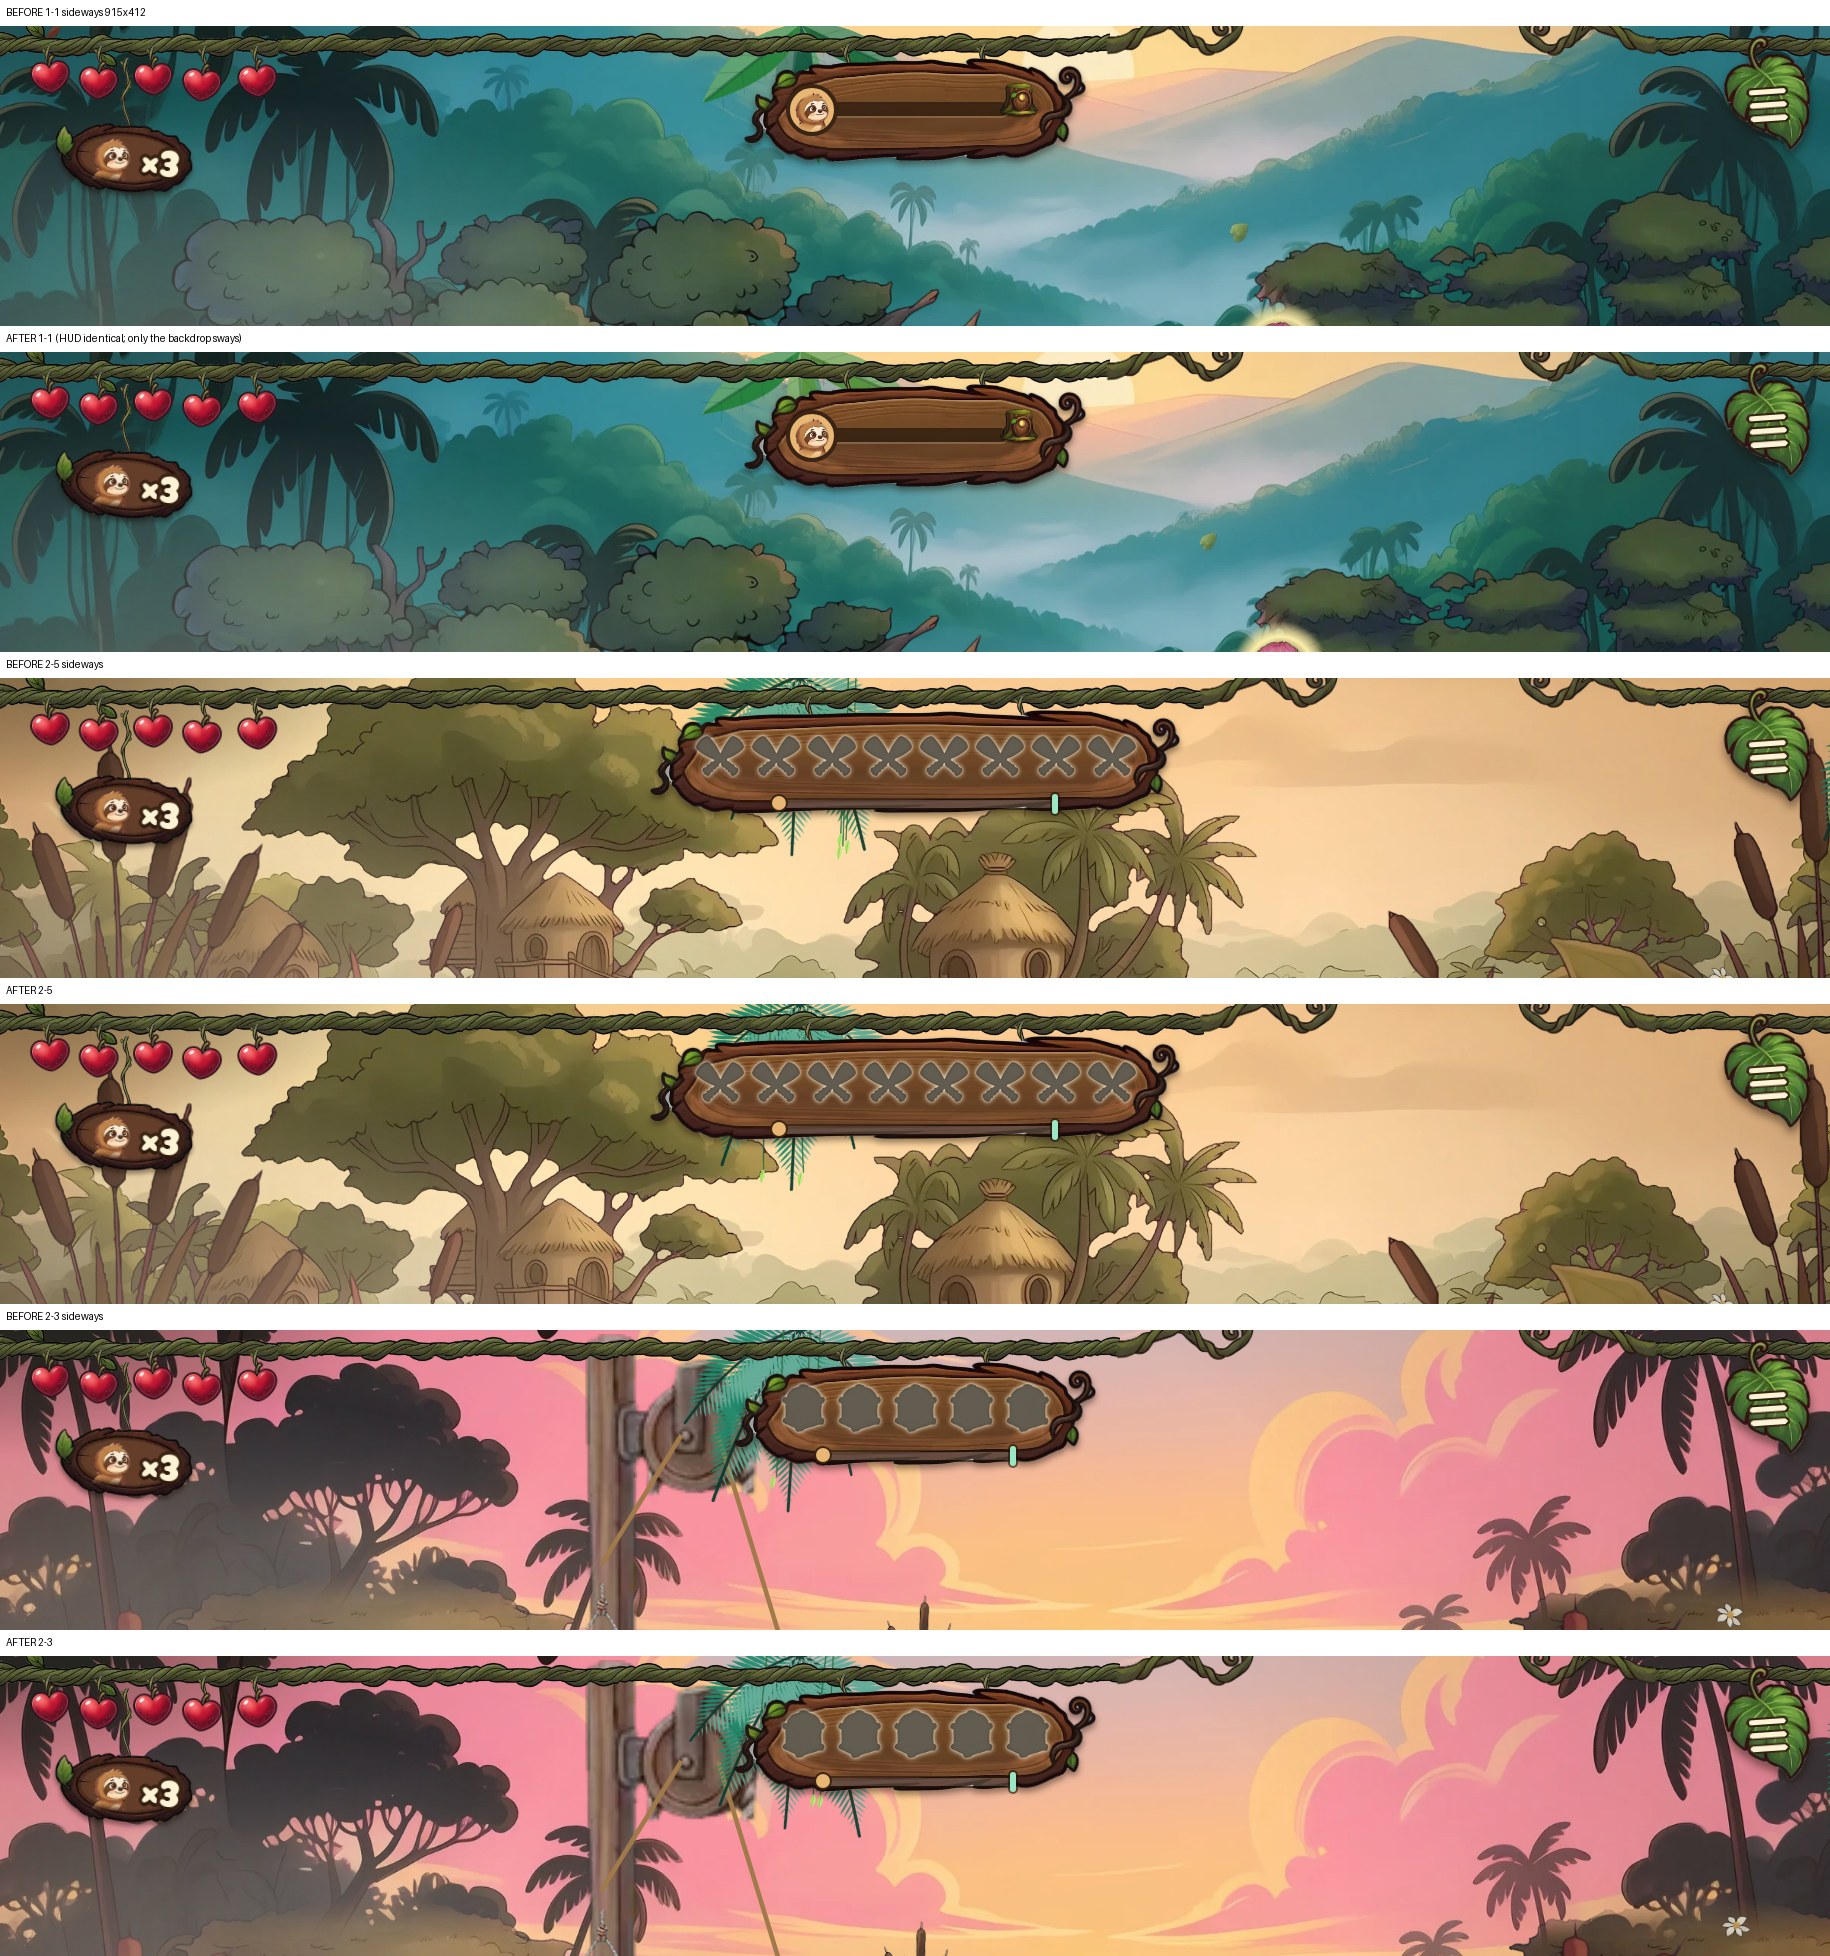 BEFORE 1-1 sideways 915x412
×3
AFTER 1-1 (HUD identical; only the backdrop sways)
×3
BEFORE 2-5 sideways
×3
AFTER 2-5
×3
BEFORE 2-3 sideways
×3
AFTER 2-3
×3